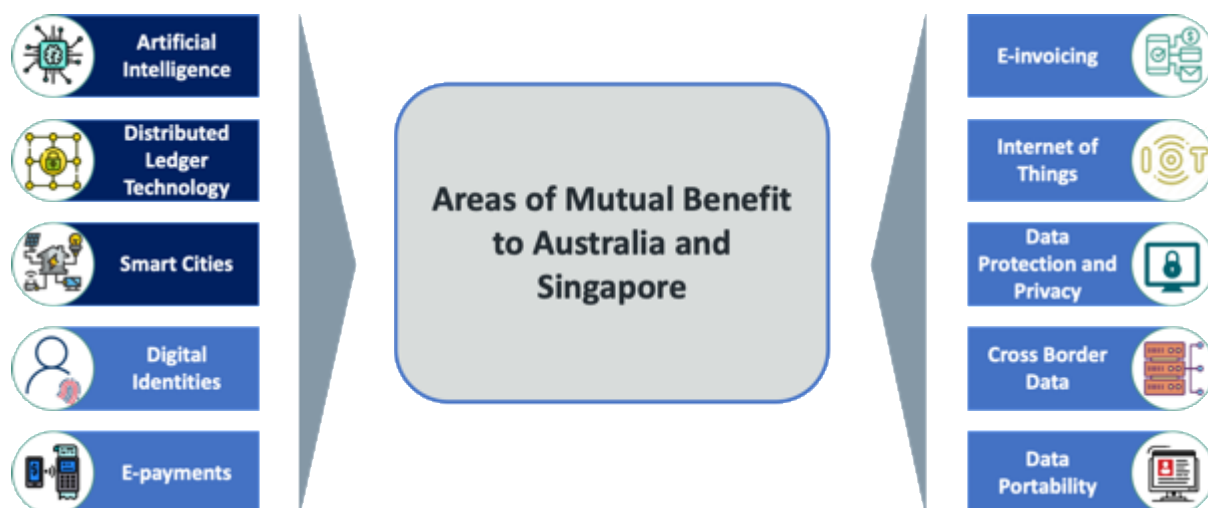 Artificial
Intelligence
Distributed
Ledger
Technology
Smart Cities
Digital
Identities
E-payments
Areas of Mutual Benefit
to Australia and
Singapore
E-invoicing
Internet of
Things
IOT
Data
Protection and
Privacy
Cross Border
Data
Data
Portability